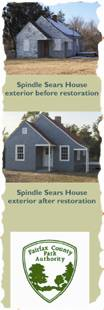 Spindle Sears House
exterior before restoration
Spindle Sears House
exterior after restoration
Fairfax County
Park
Authority